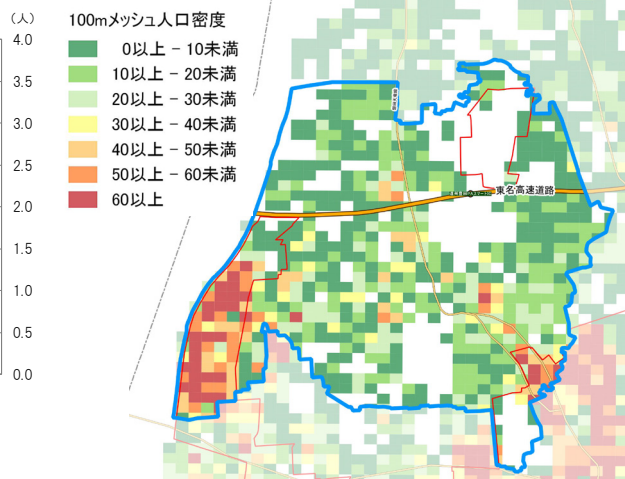 (人)
4.0
3.5
3.0
2.5
2.0
1.5
1.0
0.5
0.0
100mメッシュ人口密度
0以上 - 10未満
10以上 - 20未満
20以上 - 30未満
30以上 - 40未満
40以上 - 50未満
50以上 - 60未満
60以上
東名高速道路